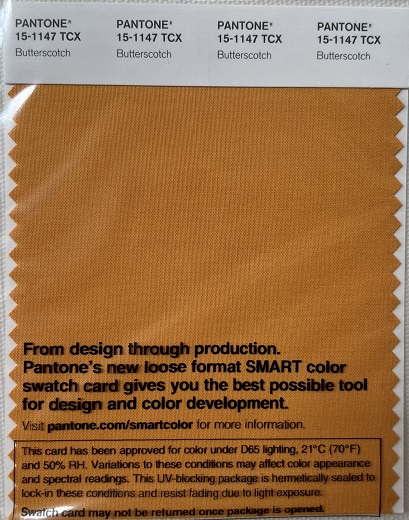 PANTONE® PANTONE® PANTONE® PANTONE®
15-1147 TCX 15-1147 TCX 15-1147 TCX 15-1147 TCX
Butterscotch Butterscotch Butterscotch Butterscotch
From design through production.
Pantone's new loose format SMART color
swatch card gives you the best possible tool
for design and color development.
Visit pantone.com/smartcolor for more information.
This card has been approved for color under D65 lighting, 21°C (70°F)
and 50% RH. Variations to these conditions may affect color appearance
and spectral readings. This UV-blocking package is hermetically sealed to
lock-in these conditions and resist fading due to light exposure.
Swatch card may not be returned once package is opened.